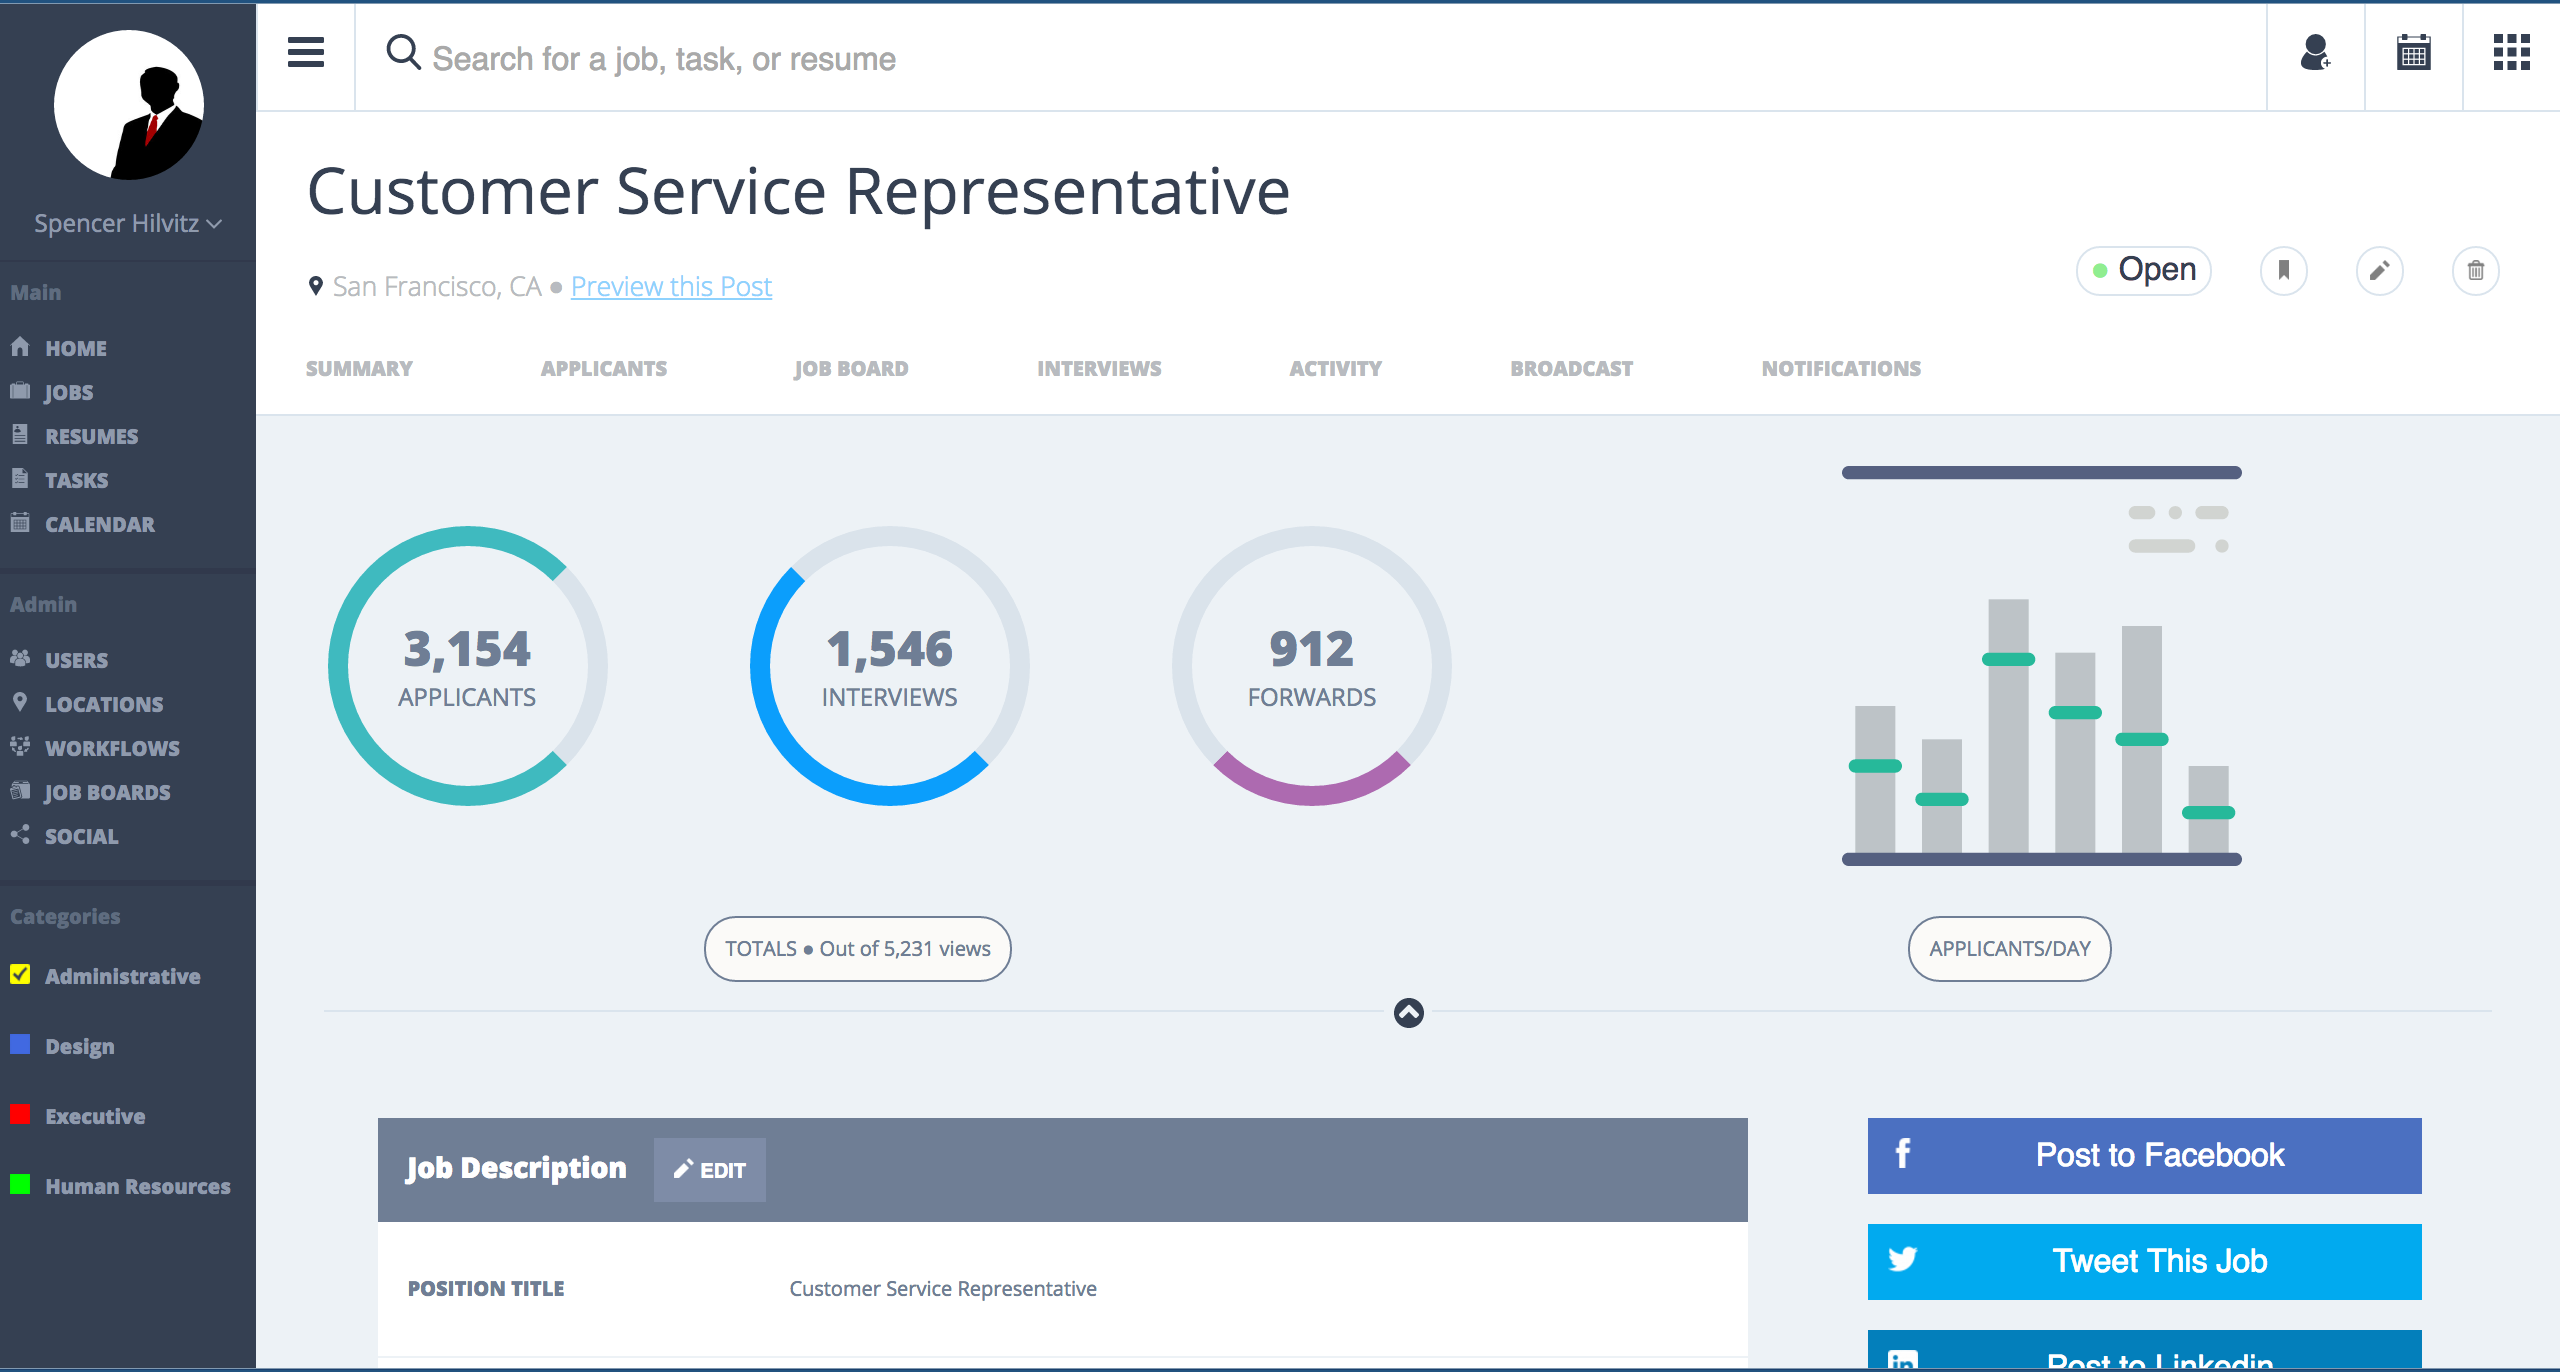 Search for a job, task, or resume
Spencer Hilvitz
Main
HOME
JOBS
RESUMES
TASKS
CALENDAR
Admin
USERS
LOCATIONS
WORKFLOWS
JOB BOARDS
SOCIAL
Categories
Administrative
Design
Executive
Human Resources
Customer Service Representative
San Francisco, CA ● Preview this Post
Open
SUMMARY APPLICANTS JOB BOARD INTERVIEWS ACTIVITY BROADCAST NOTIFICATIONS
3,154
APPLICANTS
1,546
INTERVIEWS
912
FORWARDS
TOTALS ● Out of 5,231 views
APPLICANTS/DAY
Job Description EDIT
POSITION TITLE Customer Service Representative
Post to Facebook
Tweet This Job
Post to Linkedin